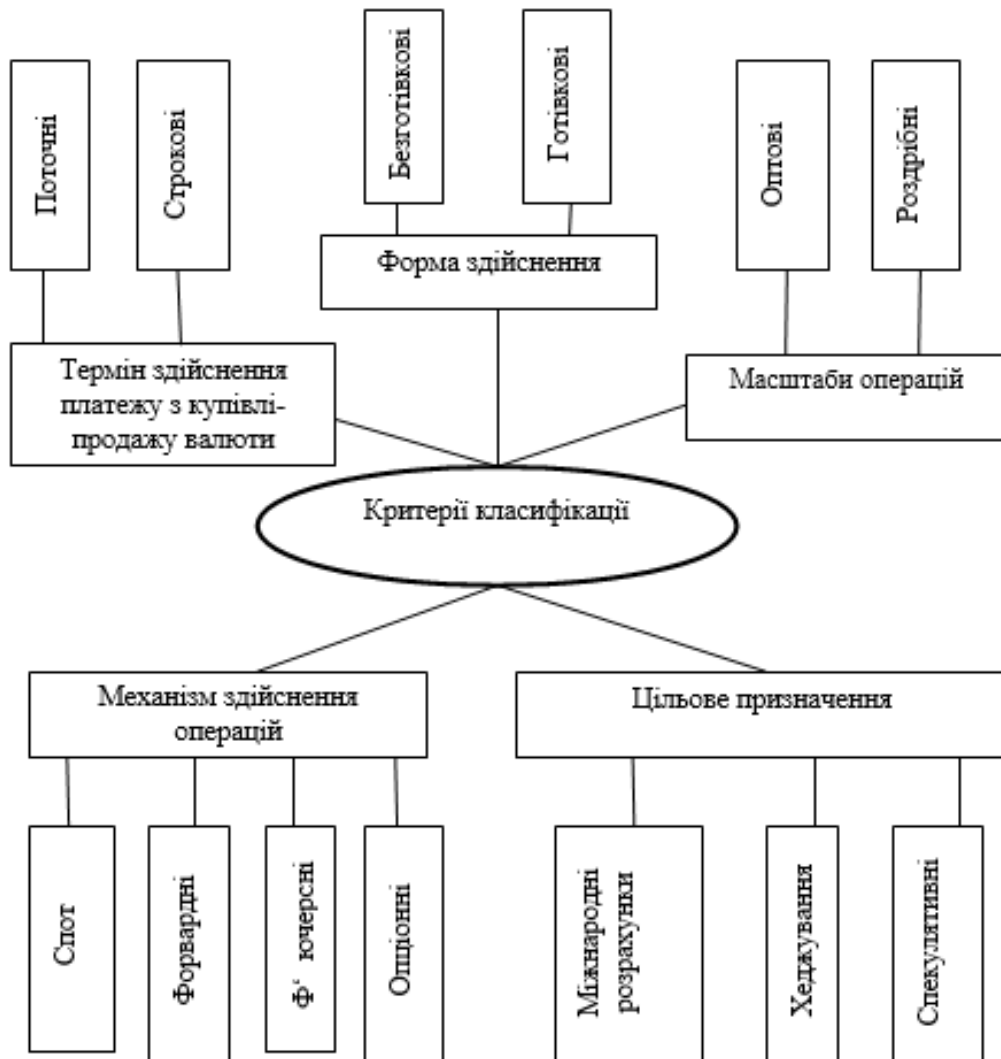 Поточні
Строкові
Безготівкові
Готівкові
Оптові
Роздрібні
Форма здійснення
Термін здійснення
платежу з купівлі-
продажу валюти
Масштаби операцій
Критерії класифікації
Механізм здійснення
операцій
Цільове призначення
Спот
Форвардні
Ф‘ ючерсні
Опціонні
Міжнародні
розрахунки
Хеджування
Спекулятивні